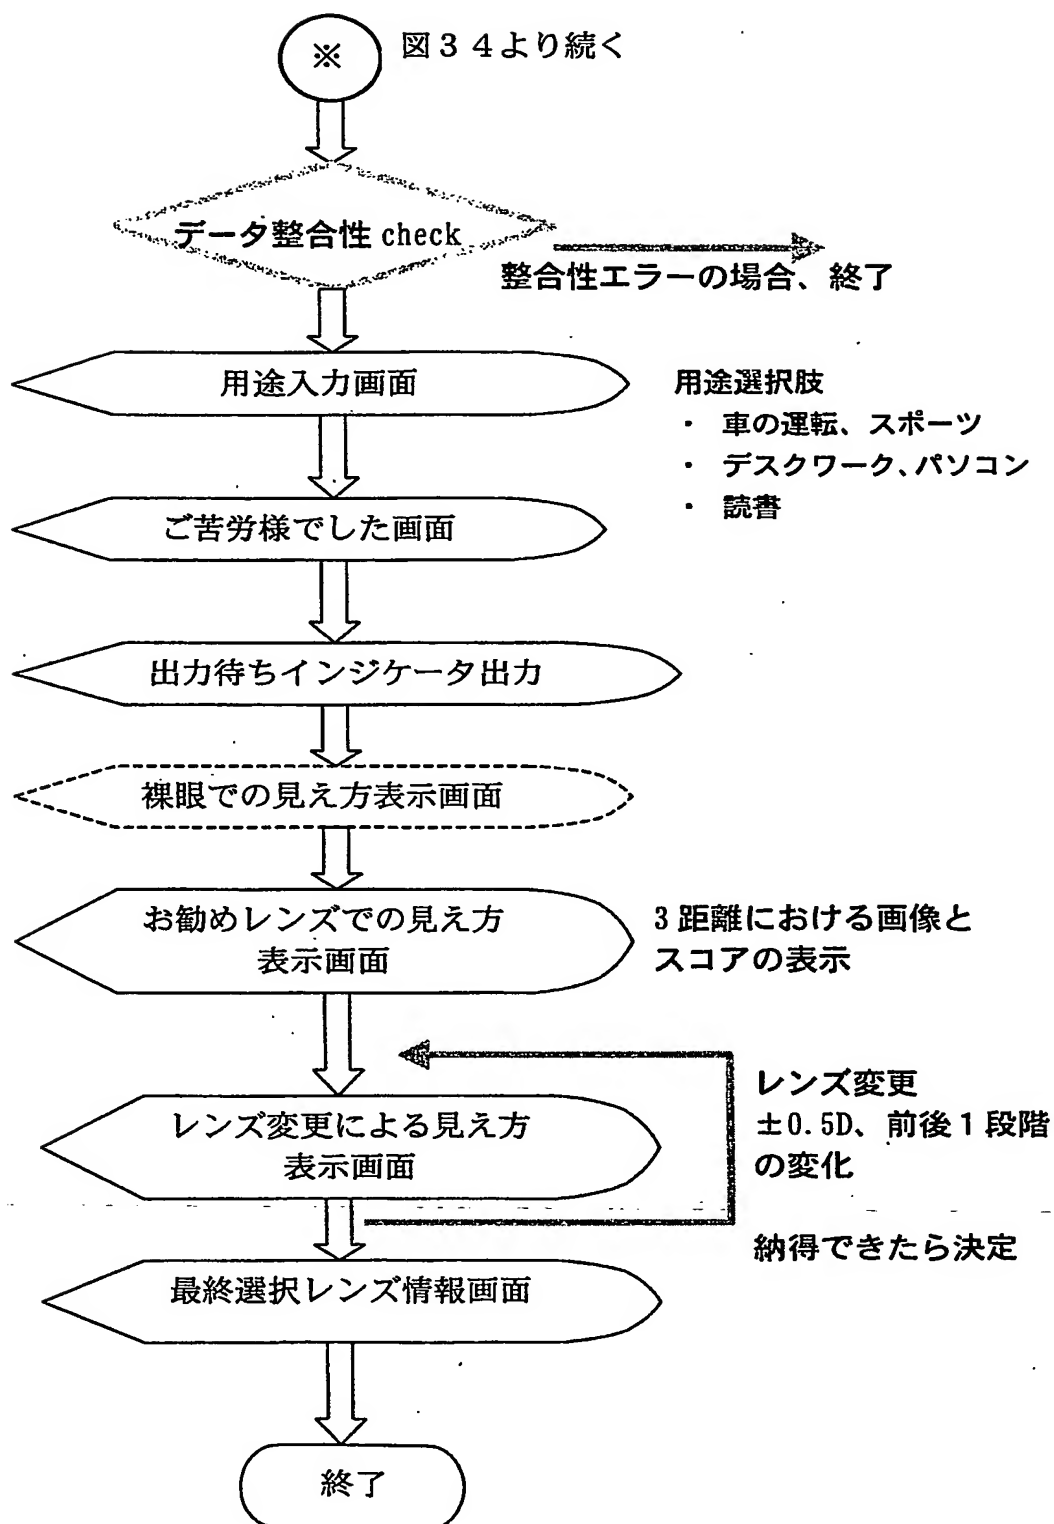 ※
図３４より続く
データ整合性 check
整合性エラーの場合、終了
用途入力画面
用途選択肢
・ 車の運転、スポーツ
・ デスクワーク、パソコン
・ 読書
ご苦労様でした画面
出力待ちインジケータ出力
裸眼での見え方表示画面
お勧めレンズでの見え方
表示画面
3 距離における画像と
スコアの表示
レンズ変更
±0.5D、前後１段階
の変化
レンズ変更による見え方
表示画面
納得できたら決定
最終選択レンズ情報画面
終了